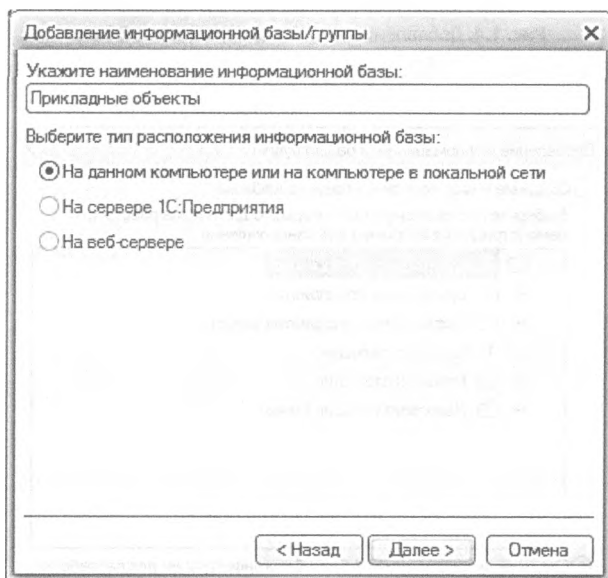 Добавление информационной базы/группы
Укажите наименование информационной базы:
Прикладные объекты
Выберите тип расположения информационной базы:
На данном компьютере или на компьютере в локальной сети
На сервере 1С:Предприятия
На веб-сервере
< Назад
Далее >
Отмена